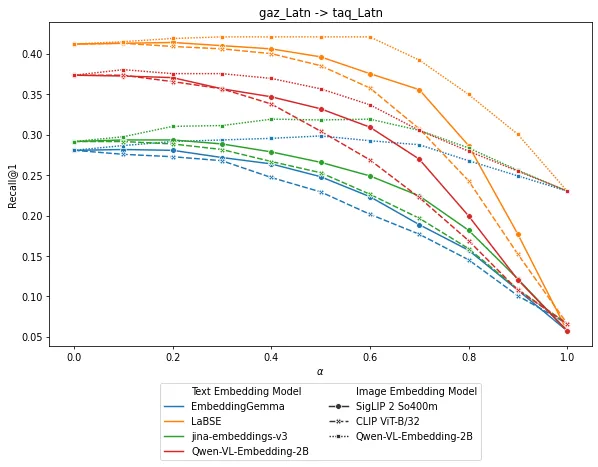 gaz_Latn -> taq_Latn
Recall@1
0.40
0.35
0.30
0.25
0.20
0.15
0.10
0.05
0.0 0.2 0.4 0.6 0.8 1.0
α
Text Embedding Model
EmbeddingGemma
LaBSE
jina-embeddings-v3
Qwen-VL-Embedding-2B
Image Embedding Model
SigLIP 2 So400m
CLIP ViT-B/32
Qwen-VL-Embedding-2B